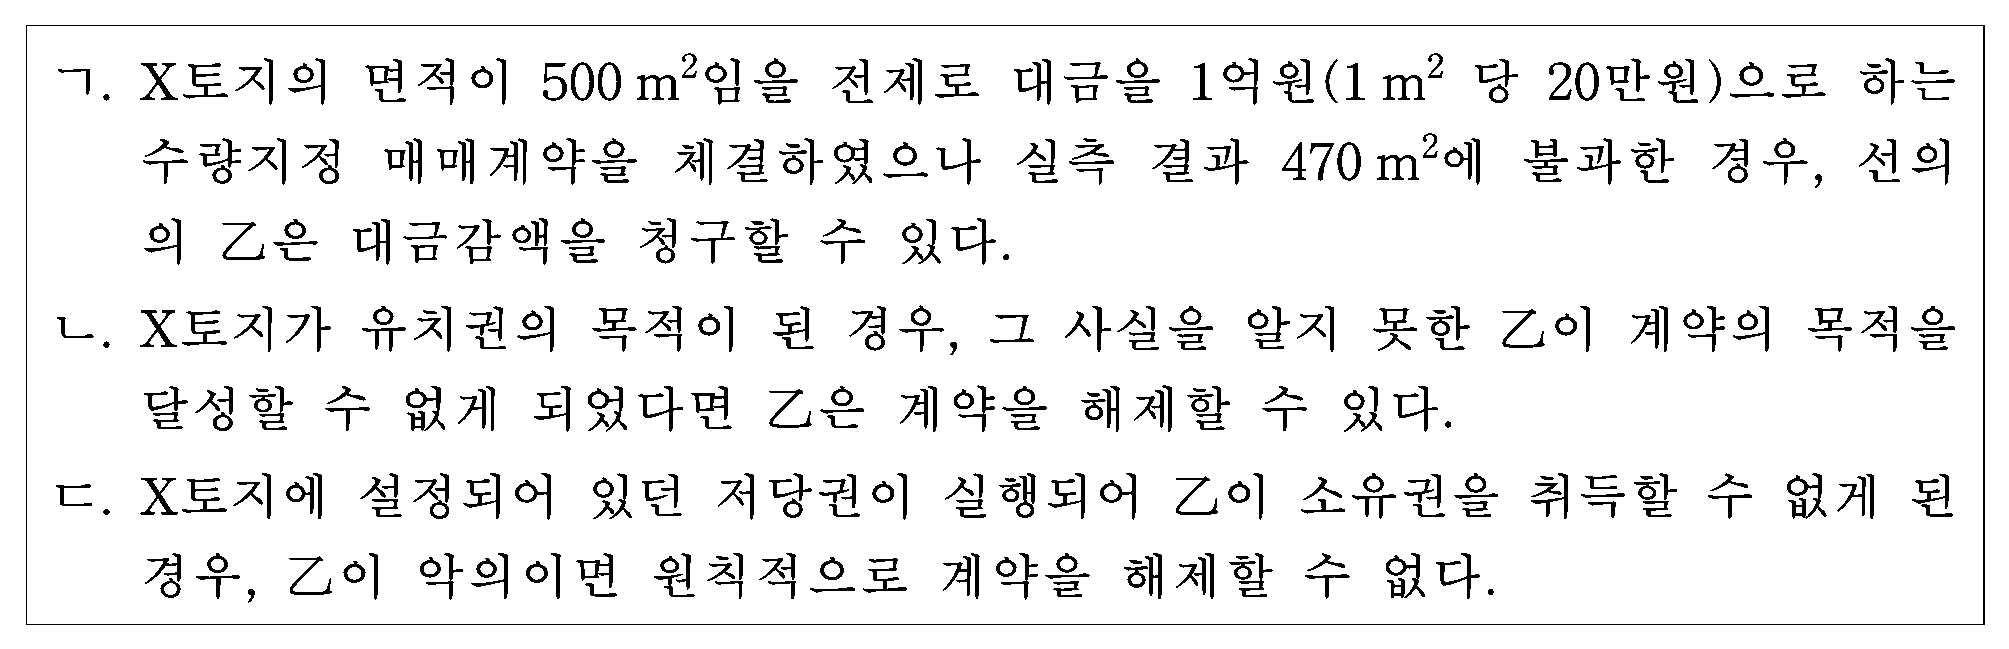 ㄱ. X토지의 면적이 500 m²임을 전제로 대금을 1억원(1 m² 당 20만원)으로 하는
수량지정 매매계약을 체결하였으나 실측 결과 470 m²에 불과한 경우, 선의
의 乙은 대금감액을 청구할 수 있다.
ㄴ. X토지가 유치권의 목적이 된 경우, 그 사실을 알지 못한 乙이 계약의 목적을
달성할 수 없게 되었다면 乙은 계약을 해제할 수 있다.
ㄷ. X토지에 설정되어 있던 저당권이 실행되어 乙이 소유권을 취득할 수 없게 된
경우, 乙이 악의이면 원칙적으로 계약을 해제할 수 없다.